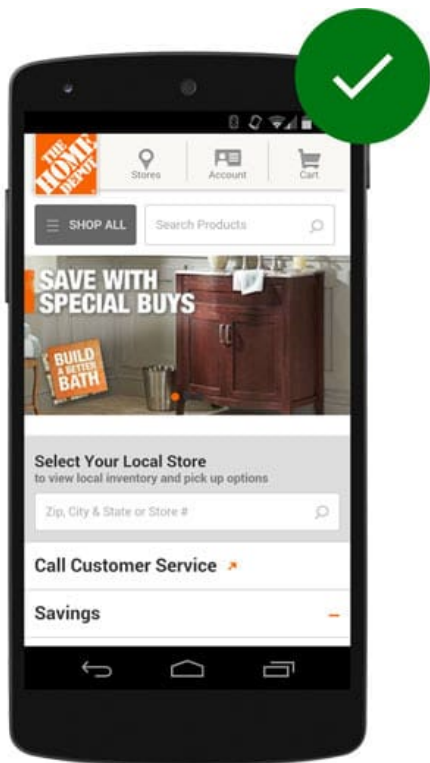 THE
HOME
DEPOT
Stores
Account
Cart
SHOP ALL
Search Products
SAVE WITH
SPECIAL BUYS
BUILD
A BETTER
BATH
Select Your Local Store
to view local inventory and pick up options
Zip, City & State or Store #
Call Customer Service
Savings